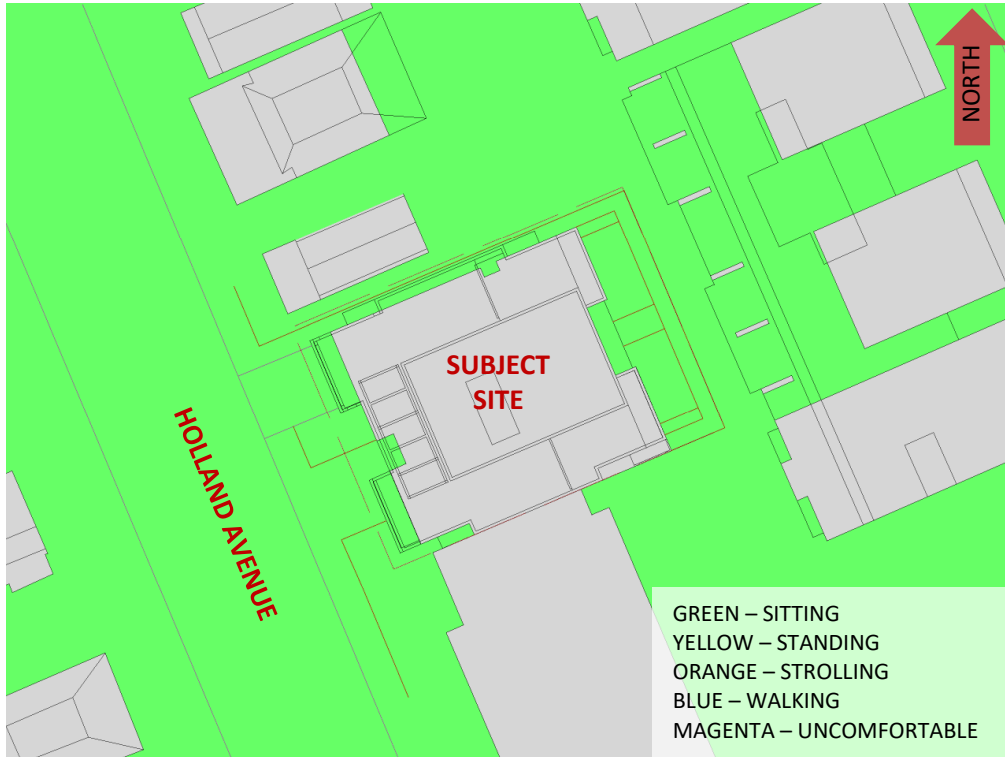 NORTH
SUBJECT
SITE
HOLLAND AVENUE
GREEN – SITTING
YELLOW – STANDING
ORANGE – STROLLING
BLUE – WALKING
MAGENTA – UNCOMFORTABLE